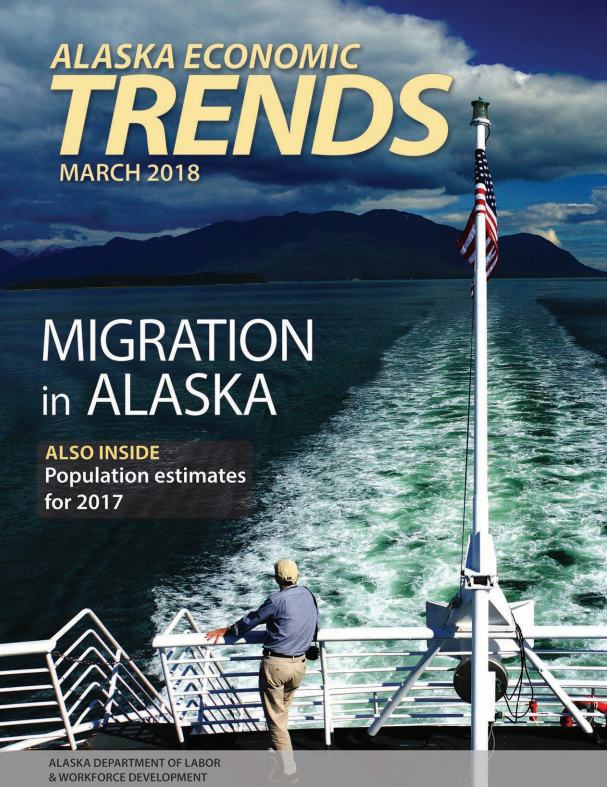 ALASKA ECONOMIC
TRENDS
MARCH 2018
MIGRATION
in ALASKA
ALSO INSIDE
Population estimates
for 2017
ALASKA DEPARTMENT OF LABOR
& WORKFORCE DEVELOPMENT